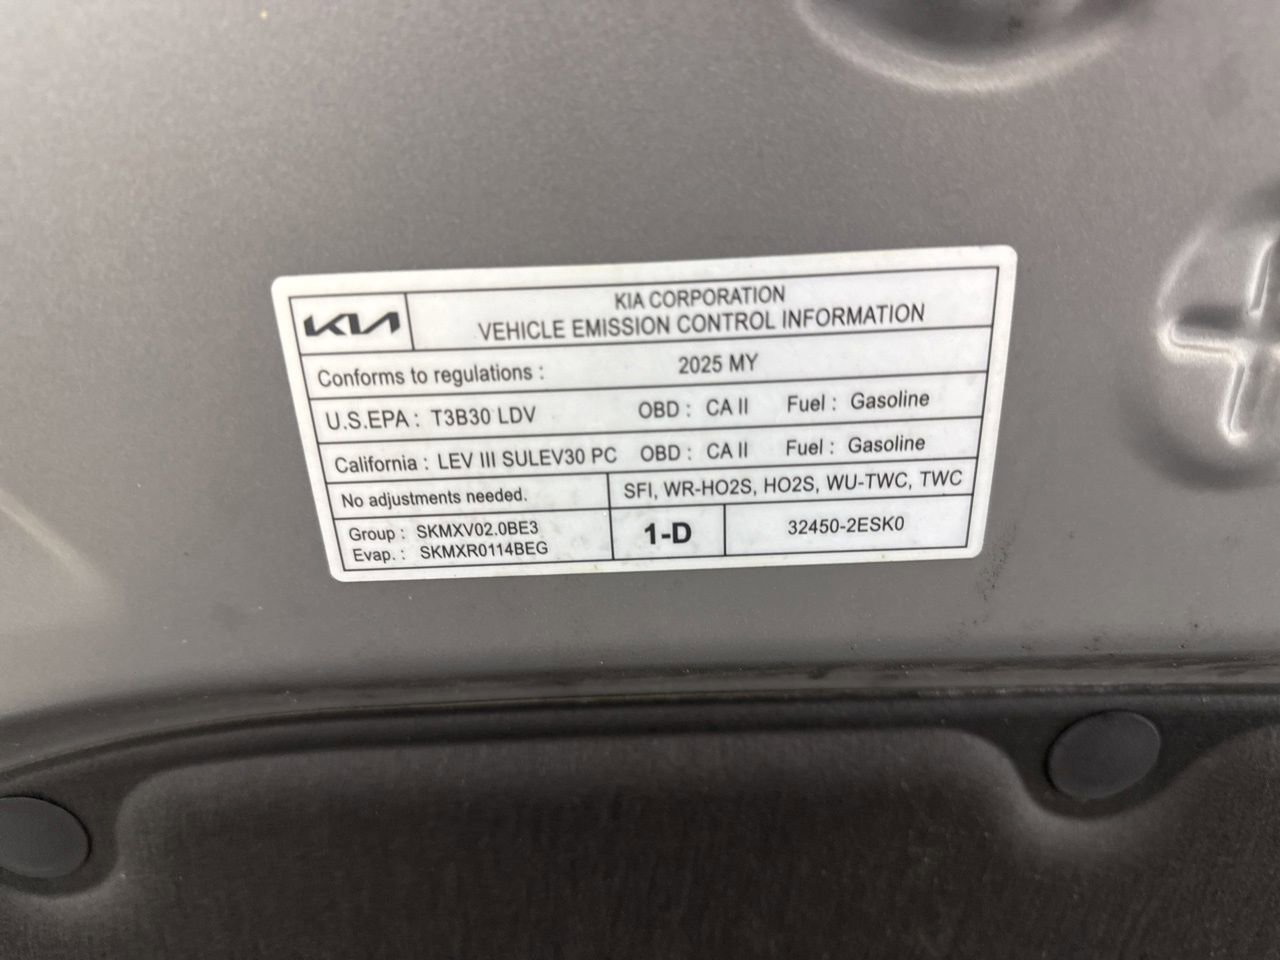 KIA
KIA CORPORATION
VEHICLE EMISSION CONTROL INFORMATION
Conforms to regulations : 2025 MY
U.S.EPA : T3B30 LDV OBD : CA II Fuel : Gasoline
California : LEV III SULEV30 PC OBD : CA II Fuel : Gasoline
No adjustments needed. SFI, WR-HO2S, HO2S, WU-TWC, TWC
Group : SKMXV02.0BE3
Evap. : SKMXR0114BEG
1-D
32450-2ESK0